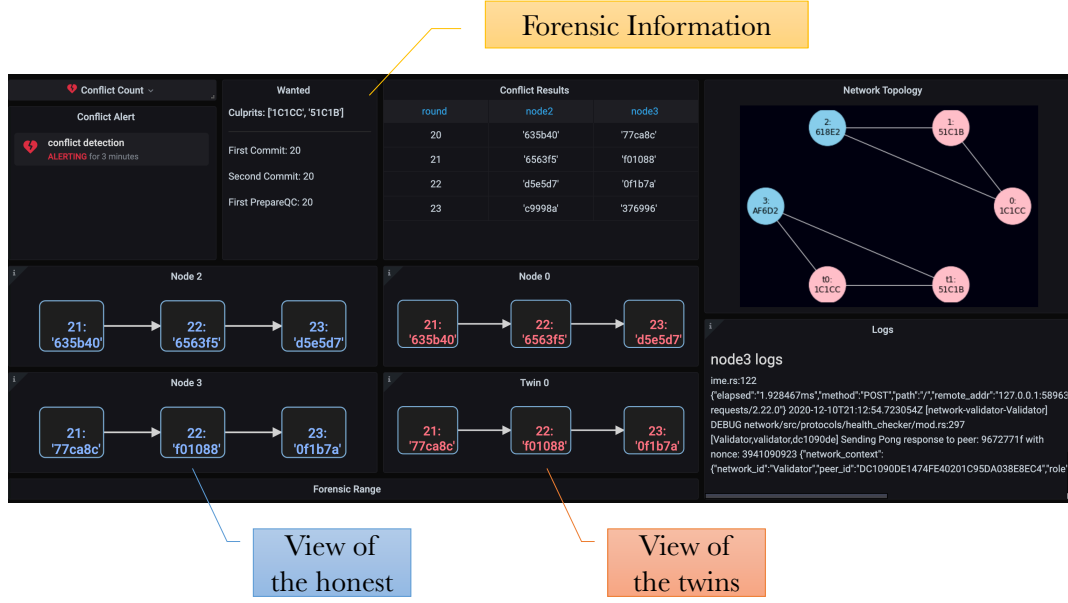 Forensic Information
Conflict Count
Conflict Alert
conflict detection
ALERTING for 3 minutes
Wanted
Culprits: ['1C1CC', '51C1B']
First Commit: 20
Second Commit: 20
First PrepareQC: 20
Conflict Results
round node2 node3
20 '635b40' '77ca8c'
21 '6563f5' 'f01088'
22 'd5e5d7' '0f1b7a'
23 'c9998a' '376996'
Network Topology
2:
618E2
1:
51C1B
3:
AF6D2
0:
1C1CC
t0:
1C1CC
t1:
51C1B
Node 2
21:
'635b40'
22:
'6563f5'
23:
'd5e5d7'
Node 0
21:
'635b40'
22:
'6563f5'
23:
'd5e5d7'
Node 3
21:
'77ca8c'
22:
'f01088'
23:
'0f1b7a'
Twin 0
21:
'77ca8c'
22:
'f01088'
23:
'0f1b7a'
Logs
node3 logs
ime.rs:122
{"elapsed":"1.928467ms","method":"POST","path":"/","remote_addr":"127.0.0.1:58963
requests/2.22.0"} 2020-12-10T21:12:54.723054Z [network-validator-Validator]
DEBUG network/src/protocols/health_checker/mod.rs:297
[Validator,validator,dc1090de] Sending Pong response to peer: 9672771f with
nonce: 3941090923 {"network_context":
{"network_id":"Validator","peer_id":"DC1090DE1474FE40201C95DA038E8EC4","role"
Forensic Range
View of
the honest
View of
the twins